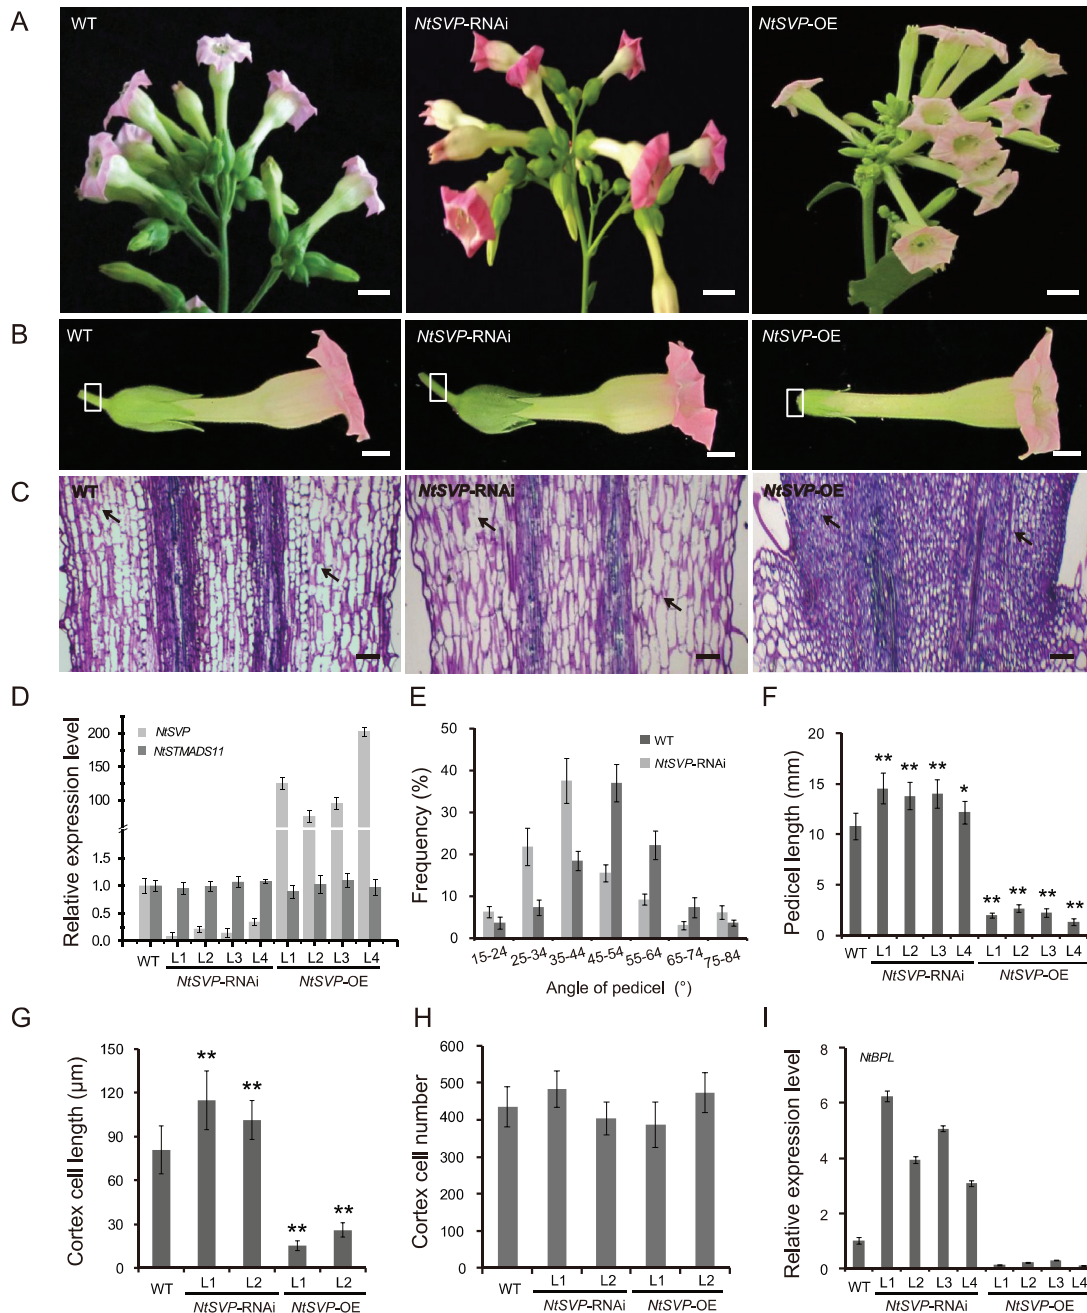 A
WT
NtSVP-RNAi
NtSVP-OE
B
WT
NtSVP-RNAi
NtSVP-OE
C
WT
NtSVP-RNAi
NtSVP-OE
D
Relative expression level
200
100
1.5
1.0
0.5
0.0
NtSVP
NtSTMADS11
WT
L1 L2 L3 L4 L1 L2 L3 L4
NtSVP-RNAi NtSVP-OE
E
Frequency (%)
50
40
30
20
10
0
WT
NtSVP-RNAi
15-24 25-34 35-44 45-54 55-64 65-74 75-84
Angle of pedicel (°)
F
Pedicel length (mm)
20
15
10
5
0
** ** ** * ** ** ** **
WT L1 L2 L3 L4 L1 L2 L3 L4
NtSVP-RNAi NtSVP-OE
G
Cortex cell length (µm)
150
120
90
60
30
0
** ** ** **
WT L1 L2 L1 L2
NtSVP-RNAi NtSVP-OE
H
Cortex cell number
600
500
400
300
200
100
0
WT L1 L2 L1 L2
NtSVP-RNAi NtSVP-OE
I
Relative expression level
8
6
4
2
0
NtBPL
WT L1 L2 L3 L4 L1 L2 L3 L4
NtSVP-RNAi NtSVP-OE